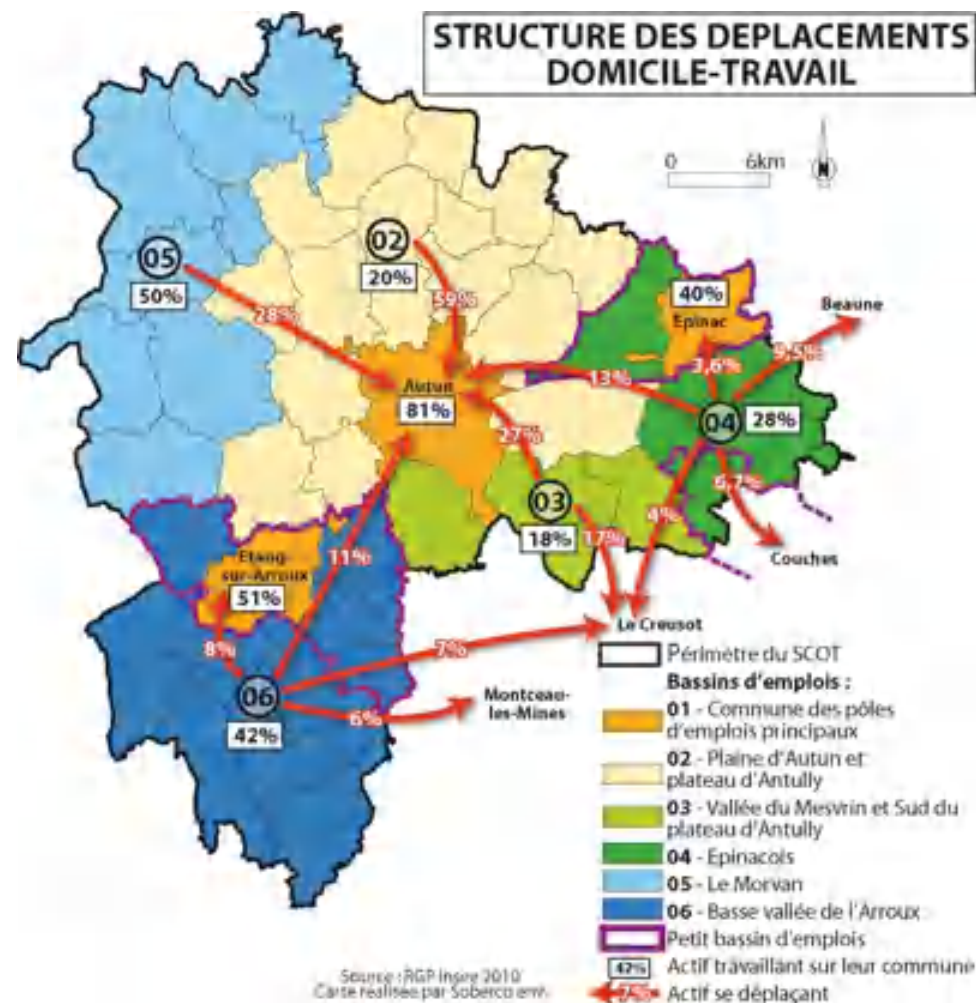 STRUCTURE DES DEPLACEMENTS
DOMICILE-TRAVAIL
0 6km
N
05
50%
02
20%
28%
59%
40%
Epinac
Beaune
9,5%
3,6%
13%
Autun
81%
04
28%
27%
03
18%
17%
4%
Couches
11%
Etang-
sur-Arroux
51%
8%
Le Creusot
7%
06
42%
6%
Montceau-
les-Mines
Périmètre du SCOT
Bassins d'emplois :
01 - Commune des pôles
d'emplois principaux
02 - Plaine d'Autun et
plateau d'Antully
03 - Vallée du Mesvrin et Sud du
plateau d'Antully
04 - Epinacois
05 - Le Morvan
06 - Basse vallée de l'Arroux
Petit bassin d'emplois
42% Actif travaillant sur leur commune
7% Actif se déplaçant
Source : RGP Insee 2010
Carte réalisée par Soberco env.